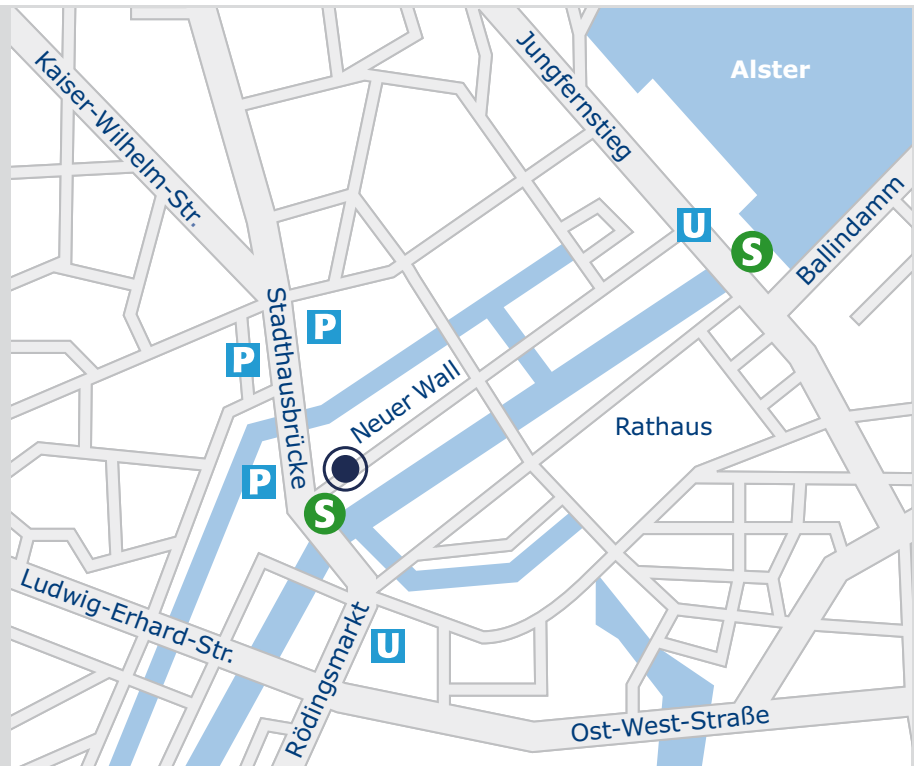 Kaiser-Wilhelm-Str.
Jungfernstieg
Alster
U
S
Ballindamm
Stadthausbrücke
P
P
Neuer Wall
Rathaus
P
S
Ludwig-Erhard-Str.
Rödingsmarkt
U
Ost-West-Straße